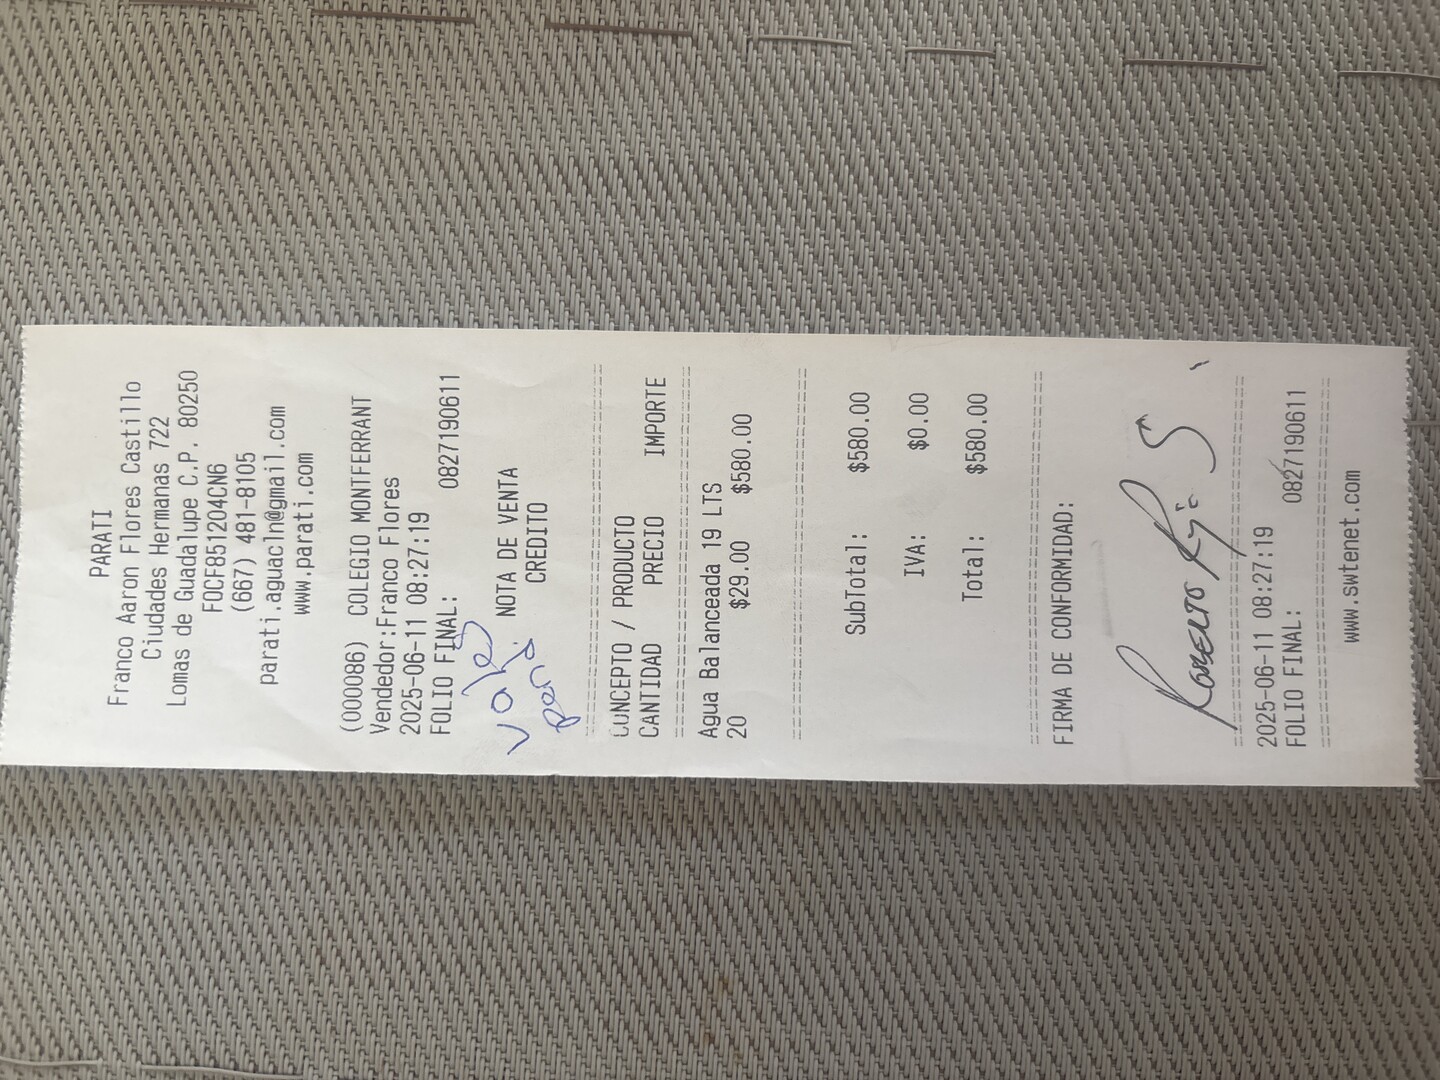 PARATI
Franco Aaron Flores Castillo
Ciudades Hermanas 722
Lomas de Guadalupe C.P. 80250
FOCF851204CN6
(667) 481-8105
parati.aguacln@gmail.com
www.parati.com
(000086) COLEGIO MONTFERRANT
Vendedor:Franco Flores
2025-06-11 08:27:19
FOLIO FINAL: 0827190611
NOTA DE VENTA
CREDITO
CONCEPTO / PRODUCTO
CANTIDAD PRECIO IMPORTE
Agua Balanceada 19 LTS
20 $29.00 $580.00
SubTotal: $580.00
IVA: $0.00
Total: $580.00
FIRMA DE CONFORMIDAD:
ROBERTO
2025-06-11 08:27:19
FOLIO FINAL: 0827190611
www.swtenet.com